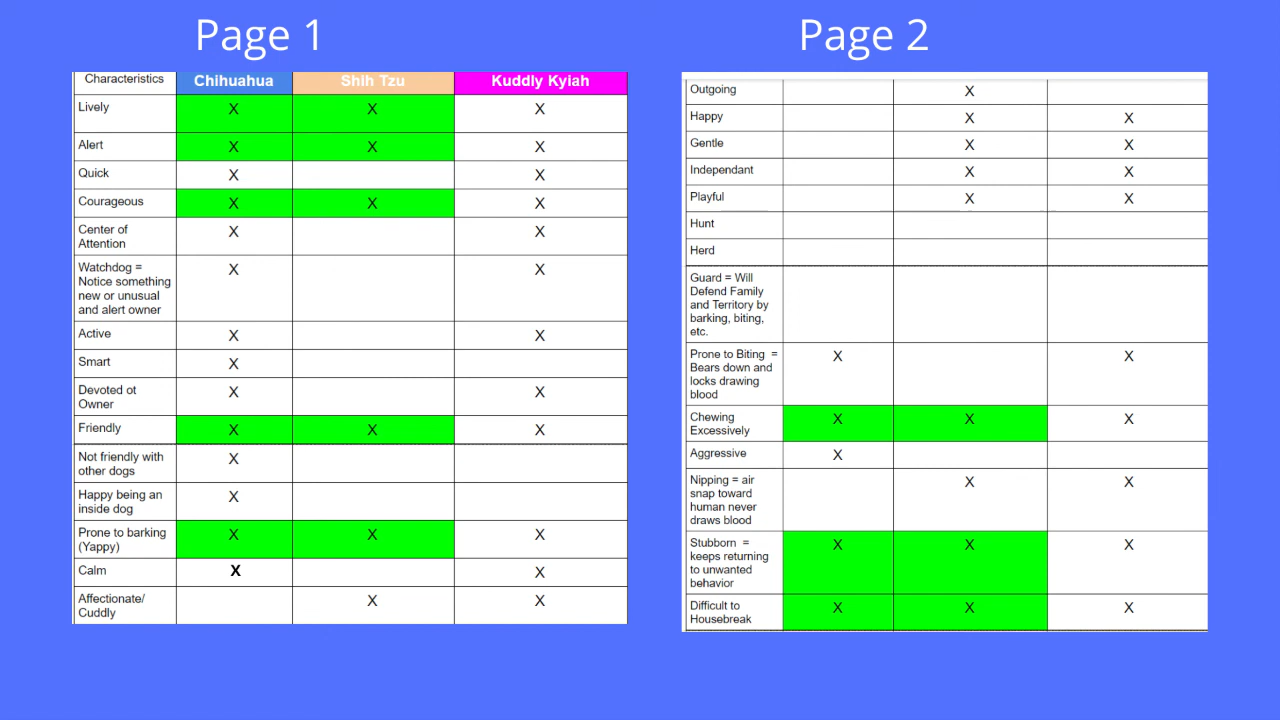 Page 1
Characteristics Chihuahua Shih Tzu Kuddly Kyiah
Lively X X X
Alert X X X
Quick X X
Courageous X X X
Center of X X
Attention
Watchdog = X X
Notice something
new or unusual
and alert owner
Active X X
Smart X
Devoted ot X X
Owner
Friendly X X X
Not friendly with X
other dogs
Happy being an X
inside dog
Prone to barking X X X
(Yappy)
Calm X X
Affectionate/ X X
Cuddly
Page 2
Outgoing X
Happy X X
Gentle X X
Independant X X
Playful X X
Hunt
Herd
Guard = Will
Defend Family
and Territory by
barking, biting,
etc.
Prone to Biting = X X
Bears down and
locks drawing
blood
Chewing X X X
Excessively
Aggressive X
Nipping = air X X
snap toward
human never
draws blood
Stubborn = X X X
keeps returning
to unwanted
behavior
Difficult to X X X
Housebreak